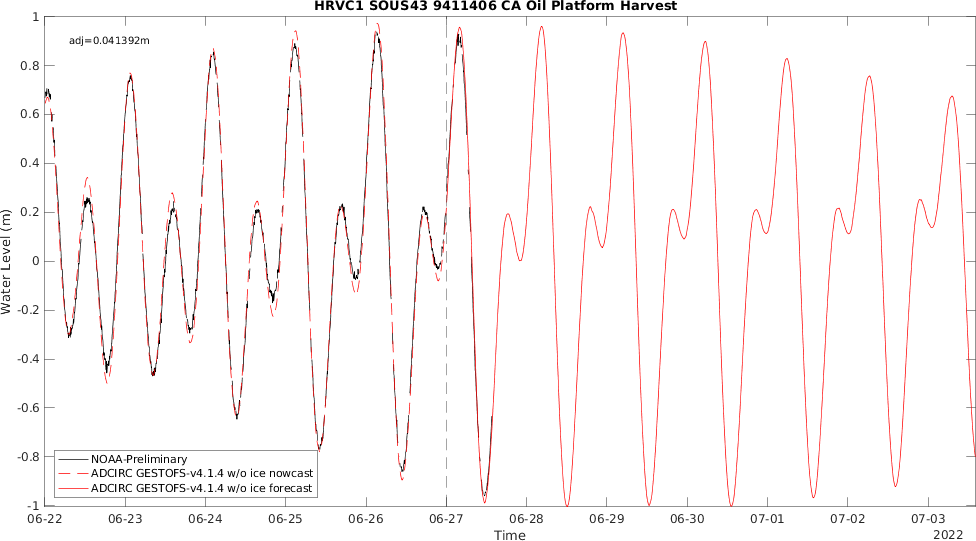 HRVC1 SOUS43 9411406 CA Oil Platform Harvest
adj=0.041392m
1
0.8
0.6
0.4
0.2
0
-0.2
-0.4
-0.6
-0.8
-1
Water Level (m)
NOAA-Preliminary
ADCIRC GESTOFS-v4.1.4 w/o ice nowcast
ADCIRC GESTOFS-v4.1.4 w/o ice forecast
06-22 06-23 06-24 06-25 06-26 06-27 06-28 06-29 06-30 07-01 07-02 07-03
Time
2022